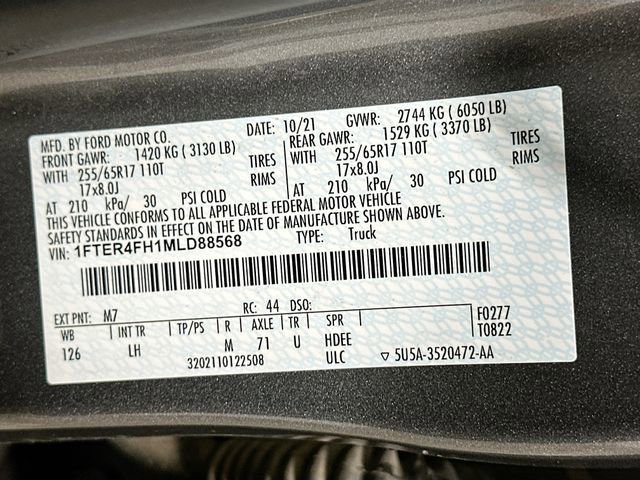 MFD. BY FORD MOTOR CO. DATE: 10/21 GVWR: 2744 KG ( 6050 LB)
FRONT GAWR: 1420 KG ( 3130 LB) REAR GAWR: 1529 KG ( 3370 LB)
WITH 255/65R17 110T TIRES WITH 255/65R17 110T TIRES
17x8.0J RIMS 17x8.0J RIMS
AT 210 kPa/ 30 PSI COLD AT 210 kPa/ 30 PSI COLD
THIS VEHICLE CONFORMS TO ALL APPLICABLE FEDERAL MOTOR VEHICLE
SAFETY STANDARDS IN EFFECT ON THE DATE OF MANUFACTURE SHOWN ABOVE.
VIN: 1FTER4FH1MLD88568 TYPE: Truck
EXT PNT: M7 RC: 44 DSO: F0277
WB INT TR TP/PS R AXLE TR SPR T0822
126 LH M 71 U HDEE
3202110122508 ULC ▽ 5U5A-3520472-AA